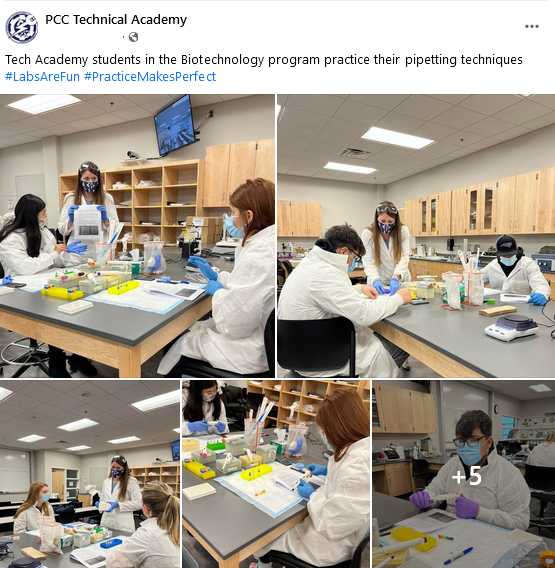 PCC Technical Academy
Tech Academy students in the Biotechnology program practice their pipetting techniques
#LabsAreFun #PracticeMakesPerfect
+5